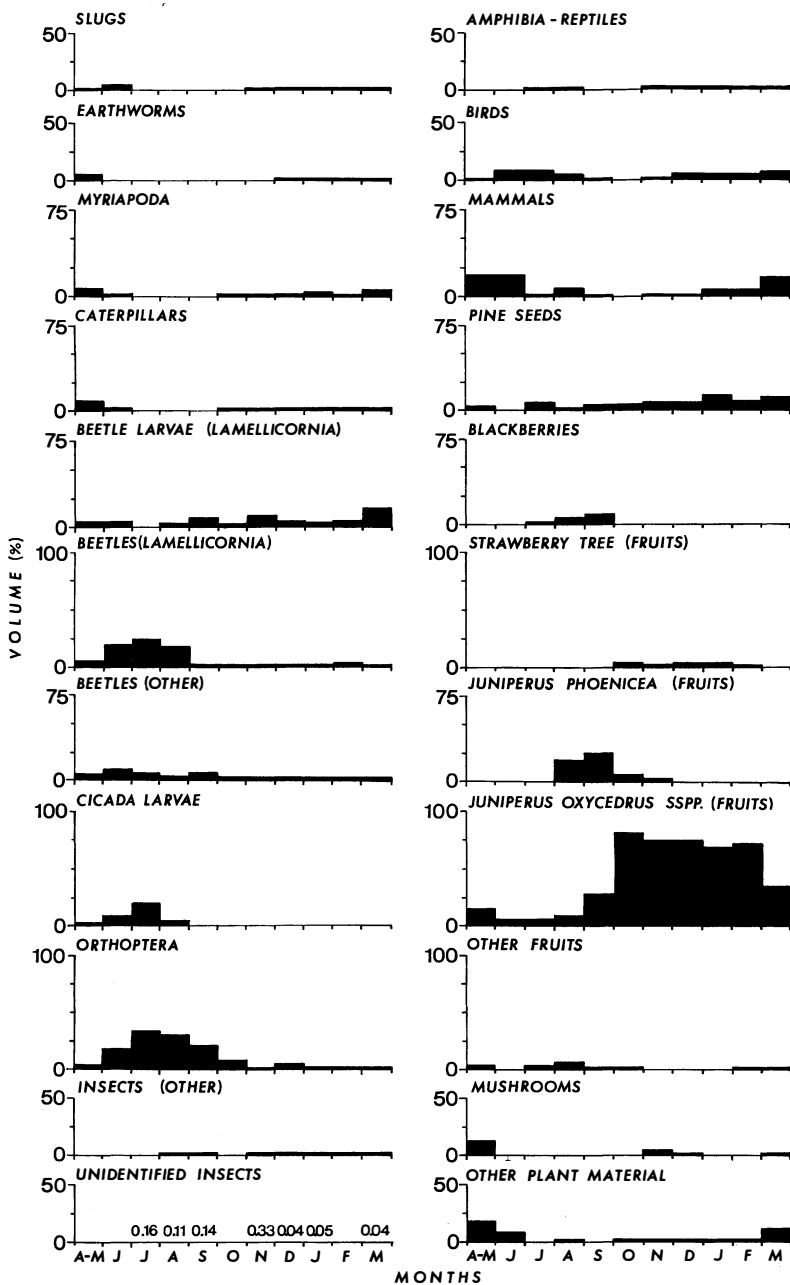 SLUGS
50
0
EARTHWORMS
50
0
MYRIAPODA
75
0
CATERPILLARS
75
0
BEETLE LARVAE (LAMELLICORNIA)
75
0
BEETLES(LAMELLICORNIA)
100
0
BEETLES (OTHER)
75
0
CICADA LARVAE
100
0
ORTHOPTERA
100
0
INSECTS (OTHER)
50
0
UNIDENTIFIED INSECTS
50
0
0.16 0.11 0.14 0.33 0.04 0.05 0.04
A-M J J A S O N D J F M
VOLUME (%)
AMPHIBIA - REPTILES
50
0
BIRDS
50
0
MAMMALS
75
0
PINE SEEDS
75
0
BLACKBERRIES
75
0
STRAWBERRY TREE (FRUITS)
100
0
JUNIPERUS PHOENICEA (FRUITS)
75
0
JUNIPERUS OXYCEDRUS SSPP. (FRUITS)
100
0
OTHER FRUITS
100
0
MUSHROOMS
50
0
OTHER PLANT MATERIAL
50
0
A-M J J A S O N D J F M
MONTHS